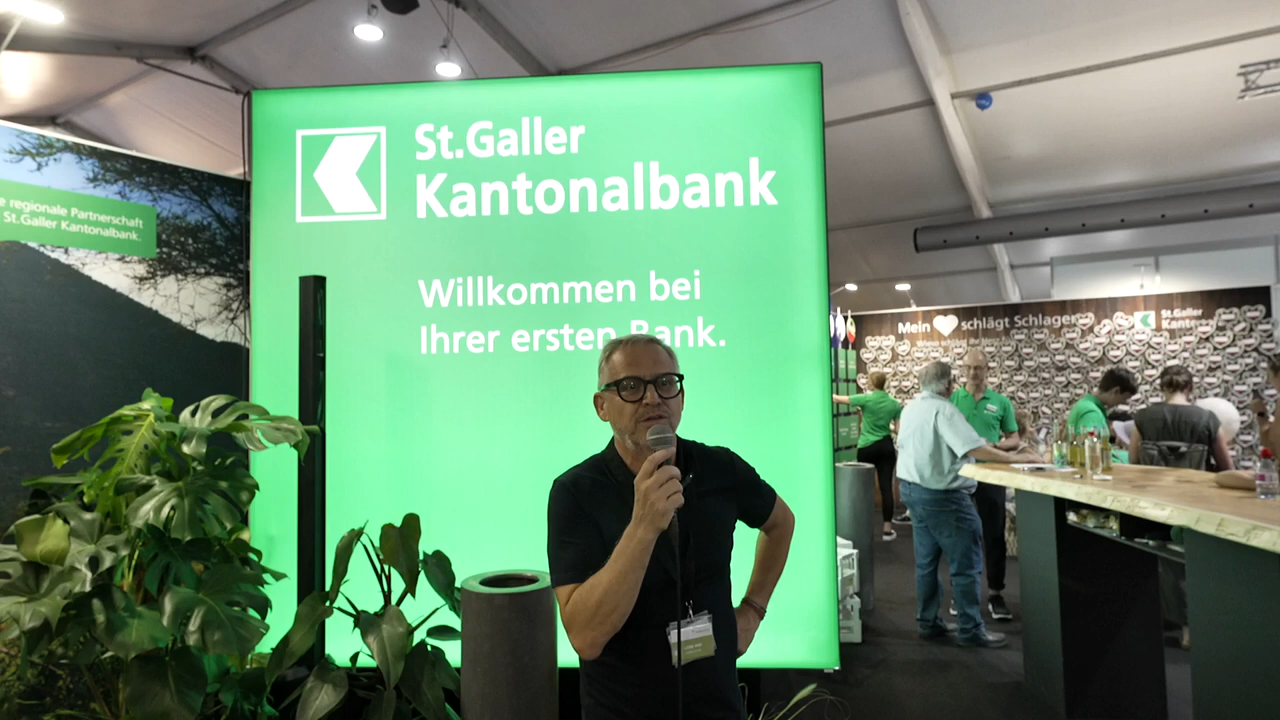 e regionale Partnerschaft
St.Galler Kantonalbank.
St.Galler
Kantonalbank
Willkommen bei
Ihrer ersten Bank.
Mein schlägt Schlager
St.Galler